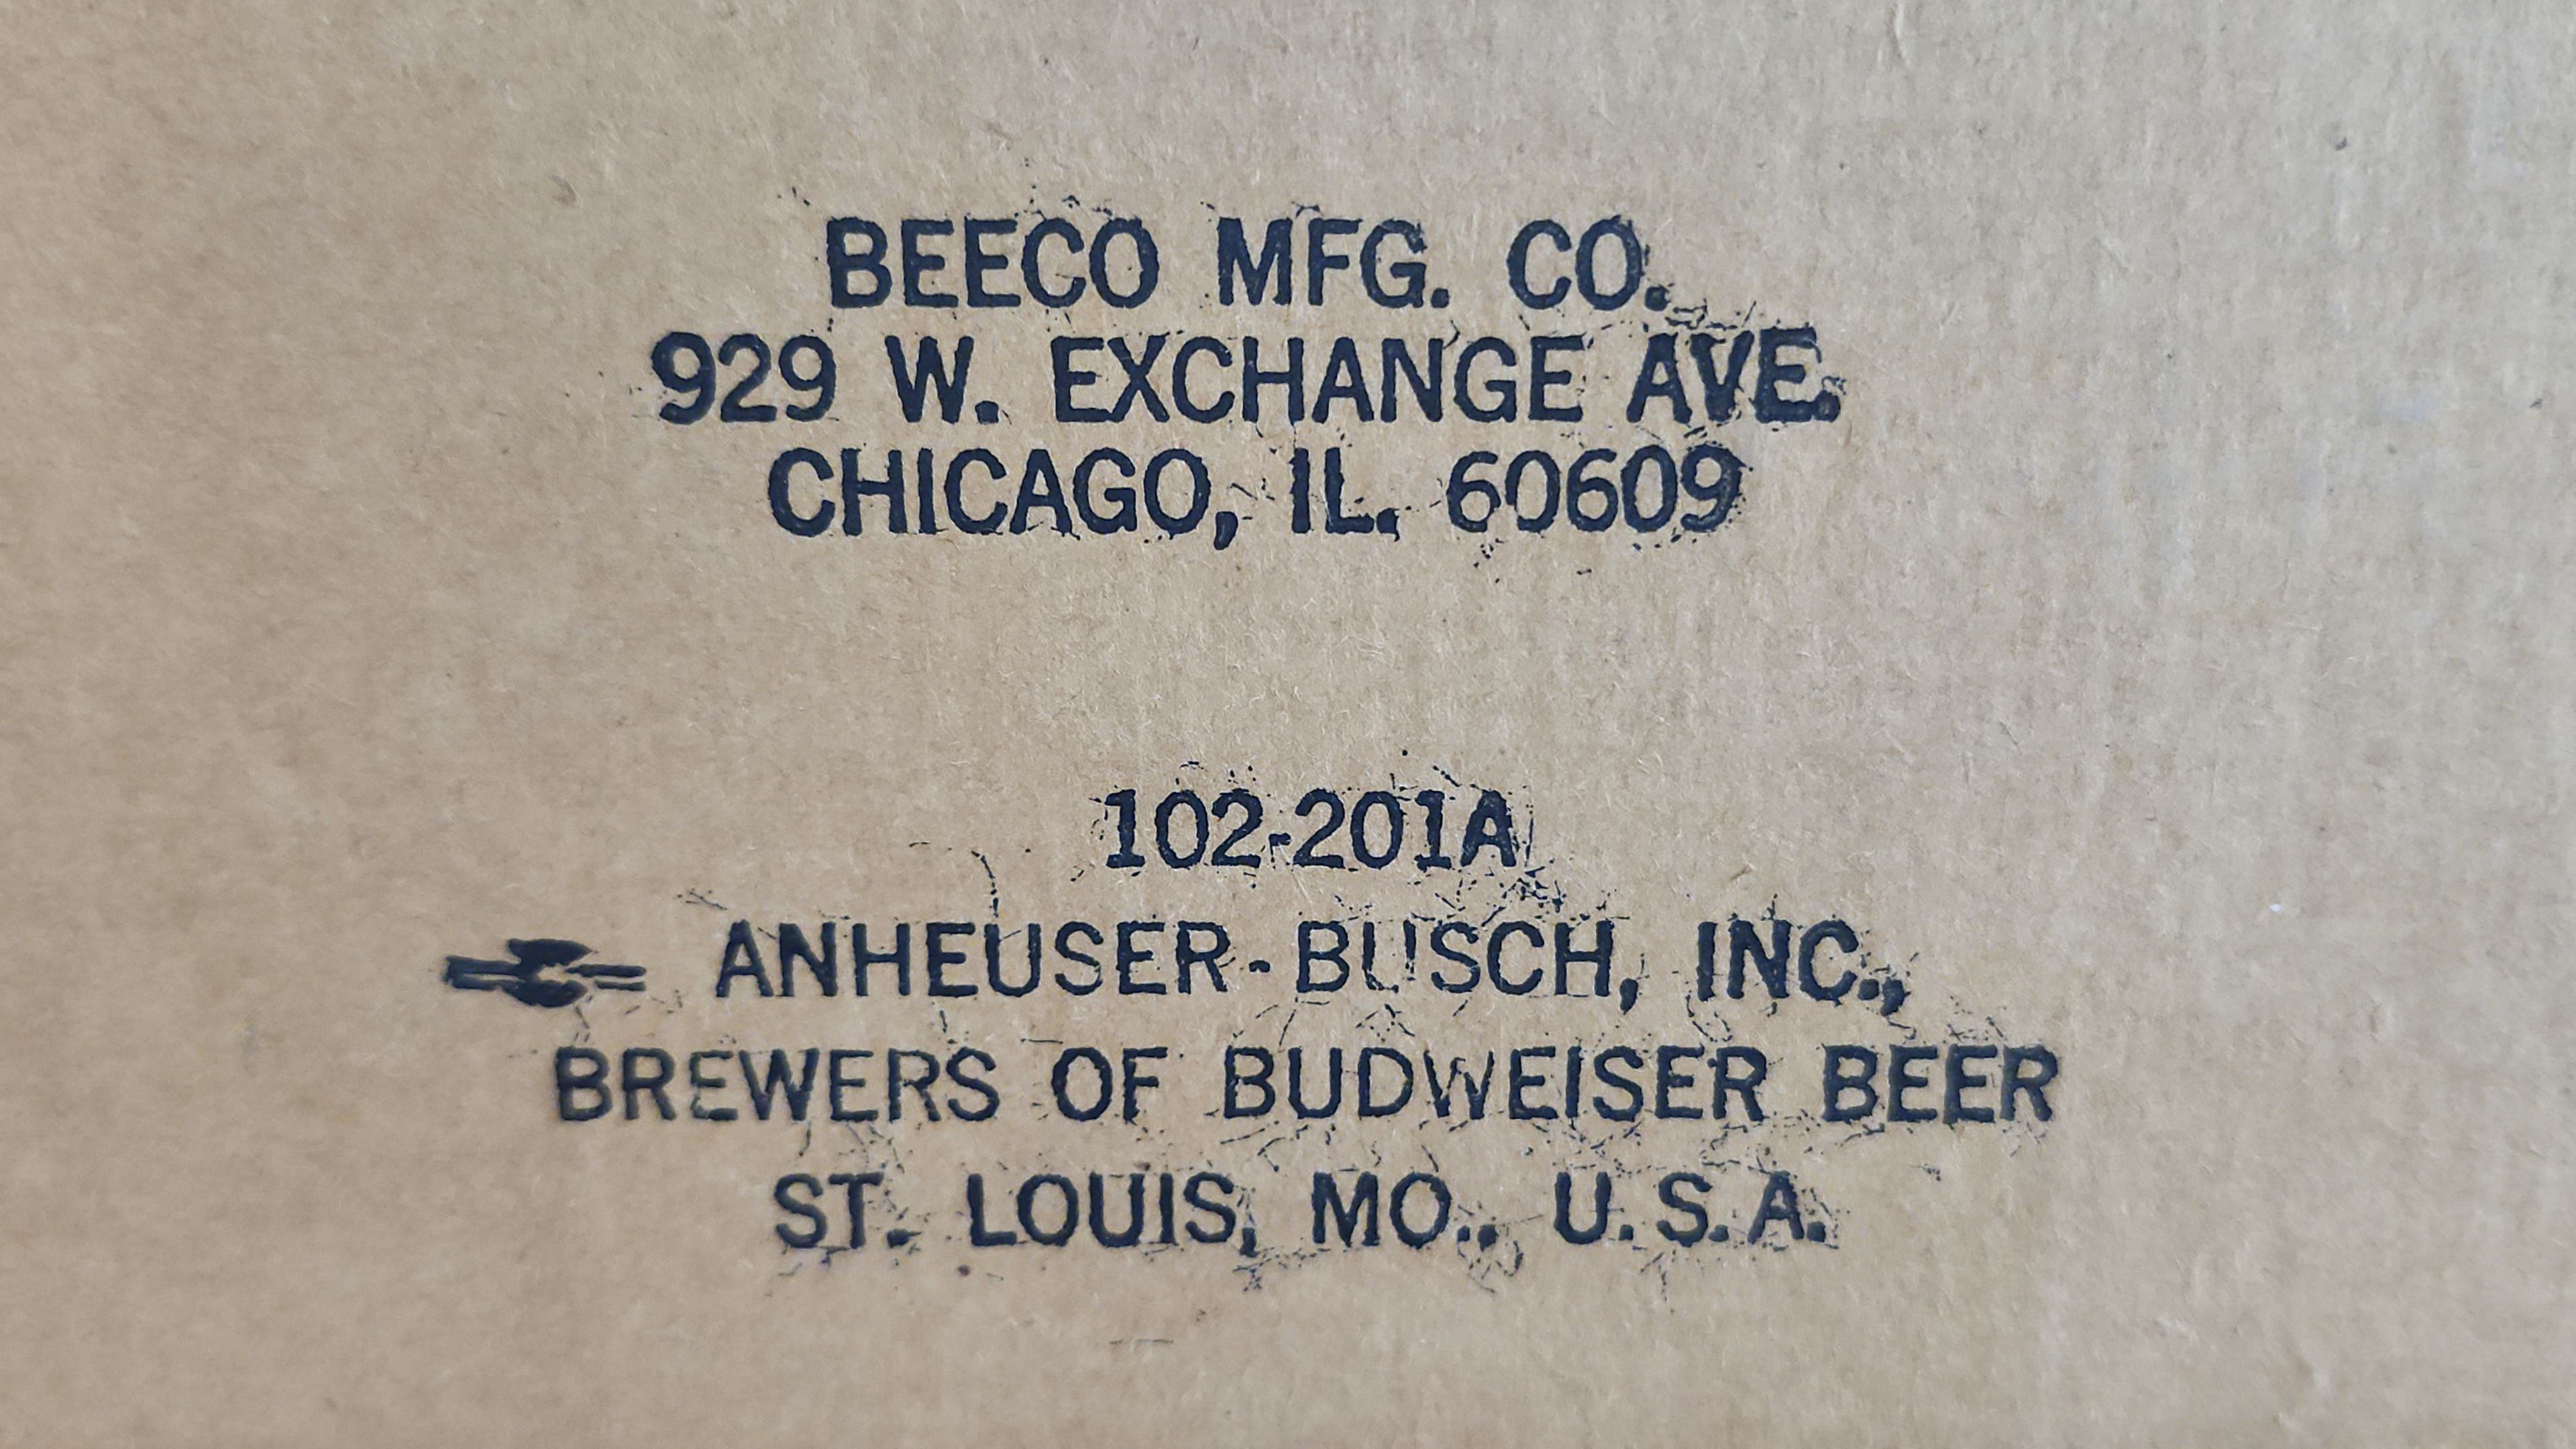 BEECO MFG. CO.
929 W. EXCHANGE AVE.
CHICAGO, IL. 60609
102-201A
ANHEUSER-BUSCH, INC.,
BREWERS OF BUDWEISER BEER
ST. LOUIS, MO., U.S.A.